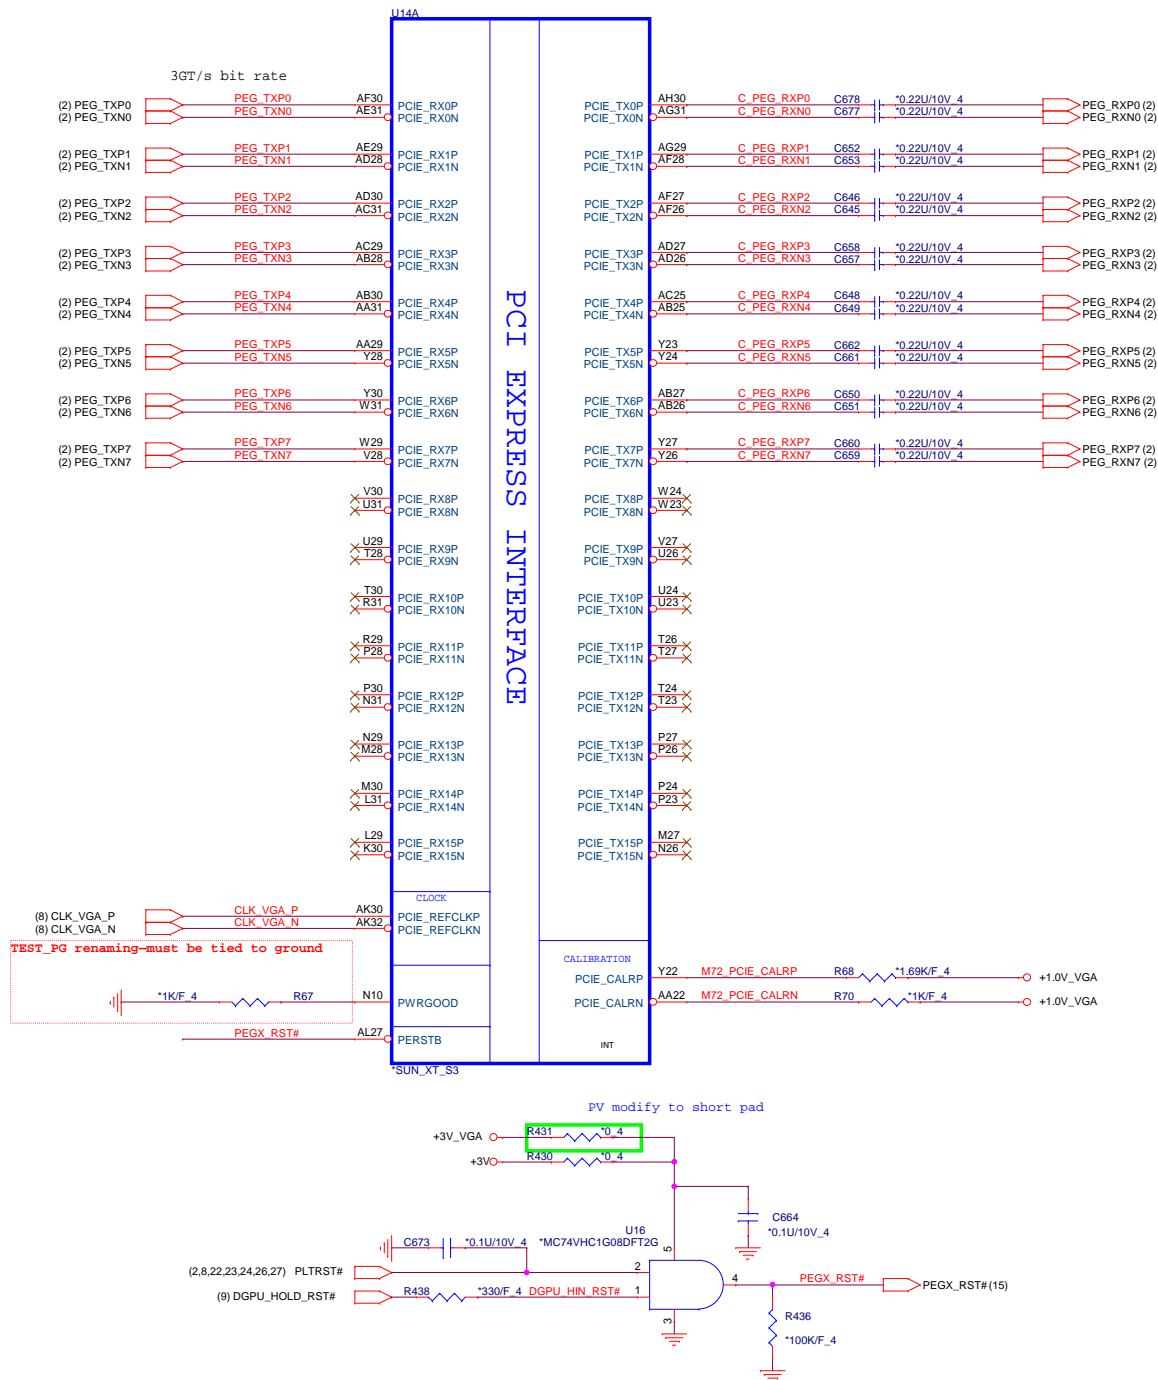 U14A
3GT/s bit rate
(2) PEG_TXP0 PEG_TXP0 AF30 PCIE_RX0P PCIE_TX0P AH30 C_PEG_RXP0 C678 *0.22U/10V_4 PEG_RXP0 (2)
(2) PEG_TXN0 PEG_TXN0 AE31 PCIE_RX0N PCIE_TX0N AG31 C_PEG_RXN0 C677 *0.22U/10V_4 PEG_RXN0 (2)
(2) PEG_TXP1 PEG_TXP1 AE29 PCIE_RX1P PCIE_TX1P AG29 C_PEG_RXP1 C652 *0.22U/10V_4 PEG_RXP1 (2)
(2) PEG_TXN1 PEG_TXN1 AD28 PCIE_RX1N PCIE_TX1N AF28 C_PEG_RXN1 C653 *0.22U/10V_4 PEG_RXN1 (2)
(2) PEG_TXP2 PEG_TXP2 AD30 PCIE_RX2P PCIE_TX2P AF27 C_PEG_RXP2 C646 *0.22U/10V_4 PEG_RXP2 (2)
(2) PEG_TXN2 PEG_TXN2 AC31 PCIE_RX2N PCIE_TX2N AF26 C_PEG_RXN2 C645 *0.22U/10V_4 PEG_RXN2 (2)
(2) PEG_TXP3 PEG_TXP3 AC29 PCIE_RX3P PCIE_TX3P AD27 C_PEG_RXP3 C658 *0.22U/10V_4 PEG_RXP3 (2)
(2) PEG_TXN3 PEG_TXN3 AB28 PCIE_RX3N PCIE_TX3N AD26 C_PEG_RXN3 C657 *0.22U/10V_4 PEG_RXN3 (2)
(2) PEG_TXP4 PEG_TXP4 AB30 PCIE_RX4P PCIE_TX4P AC25 C_PEG_RXP4 C648 *0.22U/10V_4 PEG_RXP4 (2)
(2) PEG_TXN4 PEG_TXN4 AA31 PCIE_RX4N PCIE_TX4N AB25 C_PEG_RXN4 C649 *0.22U/10V_4 PEG_RXN4 (2)
(2) PEG_TXP5 PEG_TXP5 AA29 PCIE_RX5P PCIE_TX5P Y23 C_PEG_RXP5 C662 *0.22U/10V_4 PEG_RXP5 (2)
(2) PEG_TXN5 PEG_TXN5 Y28 PCIE_RX5N PCIE_TX5N Y24 C_PEG_RXN5 C661 *0.22U/10V_4 PEG_RXN5 (2)
(2) PEG_TXP6 PEG_TXP6 Y30 PCIE_RX6P PCIE_TX6P AB27 C_PEG_RXP6 C650 *0.22U/10V_4 PEG_RXP6 (2)
(2) PEG_TXN6 PEG_TXN6 W31 PCIE_RX6N PCIE_TX6N AB26 C_PEG_RXN6 C651 *0.22U/10V_4 PEG_RXN6 (2)
(2) PEG_TXP7 PEG_TXP7 W29 PCIE_RX7P PCIE_TX7P Y27 C_PEG_RXP7 C660 *0.22U/10V_4 PEG_RXP7 (2)
(2) PEG_TXN7 PEG_TXN7 V28 PCIE_RX7N PCIE_TX7N Y26 C_PEG_RXN7 C659 *0.22U/10V_4 PEG_RXN7 (2)
PCI EXPRESS INTERFACE
V30 PCIE_RX8P PCIE_TX8P W24
U31 PCIE_RX8N PCIE_TX8N W23
U29 PCIE_RX9P PCIE_TX9P V27
T28 PCIE_RX9N PCIE_TX9N U26
T30 PCIE_RX10P PCIE_TX10P U24
R31 PCIE_RX10N PCIE_TX10N U23
R29 PCIE_RX11P PCIE_TX11P T26
P28 PCIE_RX11N PCIE_TX11N T27
P30 PCIE_RX12P PCIE_TX12P T24
N31 PCIE_RX12N PCIE_TX12N T23
N29 PCIE_RX13P PCIE_TX13P P27
M28 PCIE_RX13N PCIE_TX13N P26
M30 PCIE_RX14P PCIE_TX14P P24
L31 PCIE_RX14N PCIE_TX14N P23
L29 PCIE_RX15P PCIE_TX15P M27
K30 PCIE_RX15N PCIE_TX15N N26
CLOCK
(8) CLK_VGA_P CLK_VGA_P AK30 PCIE_REFCLKP
(8) CLK_VGA_N CLK_VGA_N AK32 PCIE_REFCLKN
TEST_PG renaming—must be tied to ground
CALIBRATION
PCIE_CALRP Y22 M72_PCIE_CALRP R68 *1.69K/F_4 +1.0V_VGA
*1K/F_4 R67 N10 PWRGOOD PCIE_CALRN AA22 M72_PCIE_CALRN R70 *1K/F_4 +1.0V_VGA
PEGX_RST# AL27 PERSTB
INT
*SUN_XT_S3
PV modify to short pad
+3V_VGA R431 *0_4
+3V R430 *0_4
C664
*0.1U/10V_4
U16
*MC74VHC1G08DFT2G
C673 *0.1U/10V_4
5
(2,8,22,23,24,26,27) PLTRST# 2
4 PEGX_RST# PEGX_RST# (15)
(9) DGPU_HOLD_RST# R438 *330/F_4 DGPU_HIN_RST# 1
3
R436
*100K/F_4